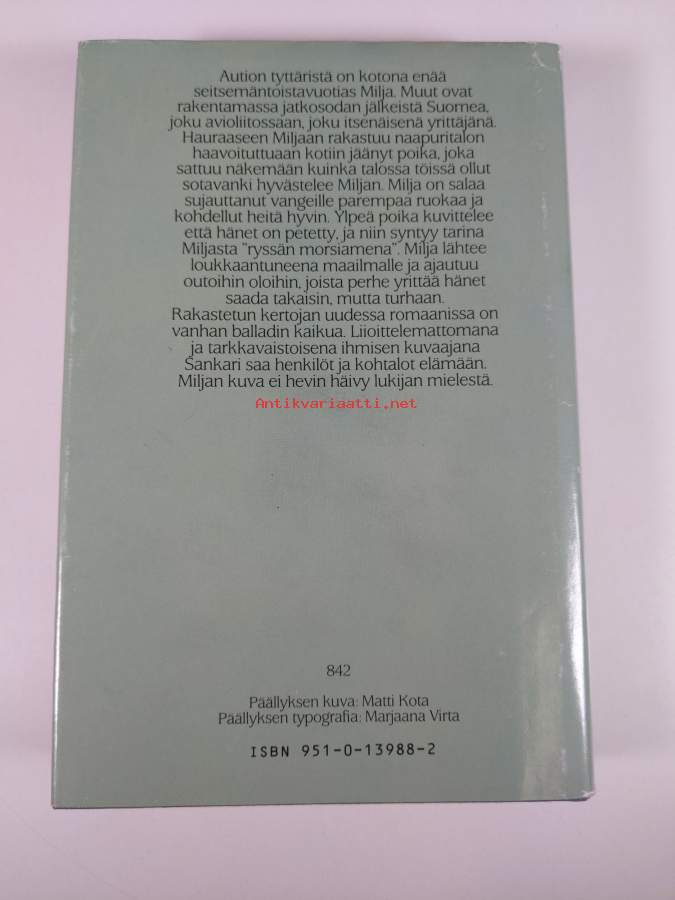 Aution tyttäristä on kotona enää
seitsemäntoistavuotias Milja. Muut ovat
rakentamassa jatkosodan jälkeistä Suomea,
joku avioliitossaan, joku itsenäisenä yrittäjänä.
Hauraaseen Miljaan rakastuu naapuritalon
haavoituttuaan kotiin jäänyt poika, joka
sattuu näkemään kuinka talossa töissä ollut
sotavanki hyvästelee Miljan. Milja on salaa
sujauttanut vangeille parempaa ruokaa ja
kohdellut heitä hyvin. Ylpeä poika kuvittelee
että hänet on petetty, ja niin syntyy tarina
Miljasta "ryssän morsiamena". Milja lähtee
loukkaantuneena maailmalle ja ajautuu
outoihin oloihin, joista perhe yrittää hänet
saada takaisin, mutta turhaan.
Rakastetun kertojan uudessa romaanissa on
vanhan balladin kaikua. Liioittelemattomana
ja tarkkavaistoisena ihmisen kuvaajana
Sankari saa henkilöt ja kohtalot elämään.
Miljan kuva ei hevin häivy lukijan mielestä.
Antikvariaatti.net
842
Päällyksen kuva: Matti Kota
Päällyksen typografia: Marjaana Virta
ISBN 951-0-13988-2